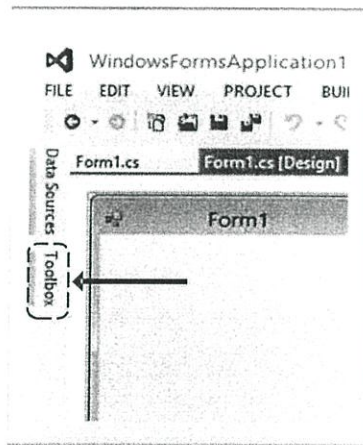 WindowsFormsApplication1
FILE EDIT VIEW PROJECT
Form1.cs Form1.cs [Design]
Data Sources
Toolbox
Form1